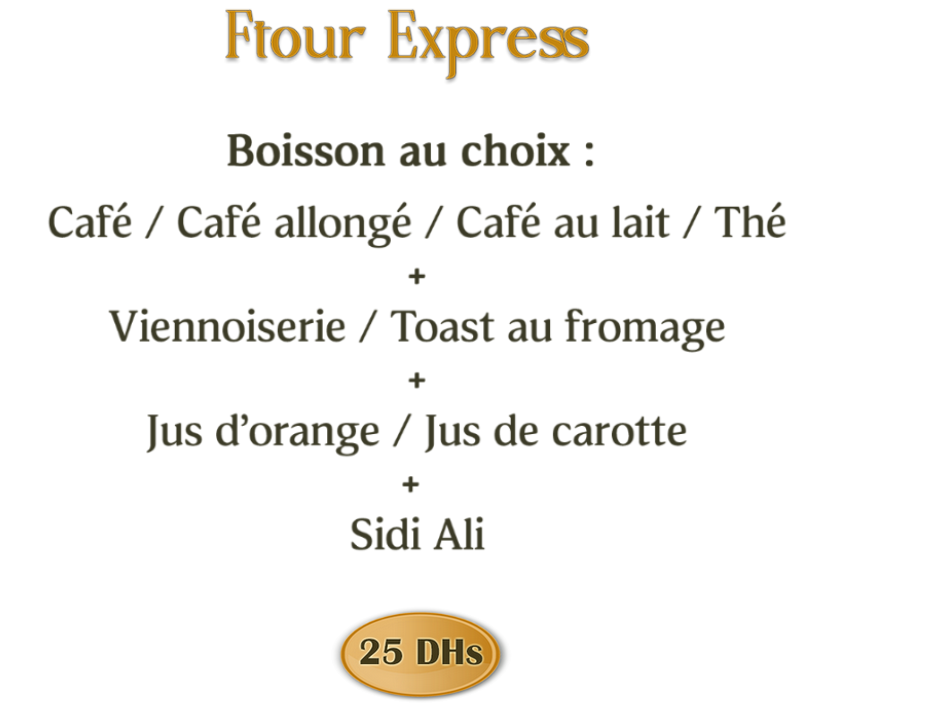 Ftour Express
Boisson au choix :
Café / Café allongé / Café au lait / Thé
+
Viennoiserie / Toast au fromage
+
Jus d’orange / Jus de carotte
+
Sidi Ali
25 DHs